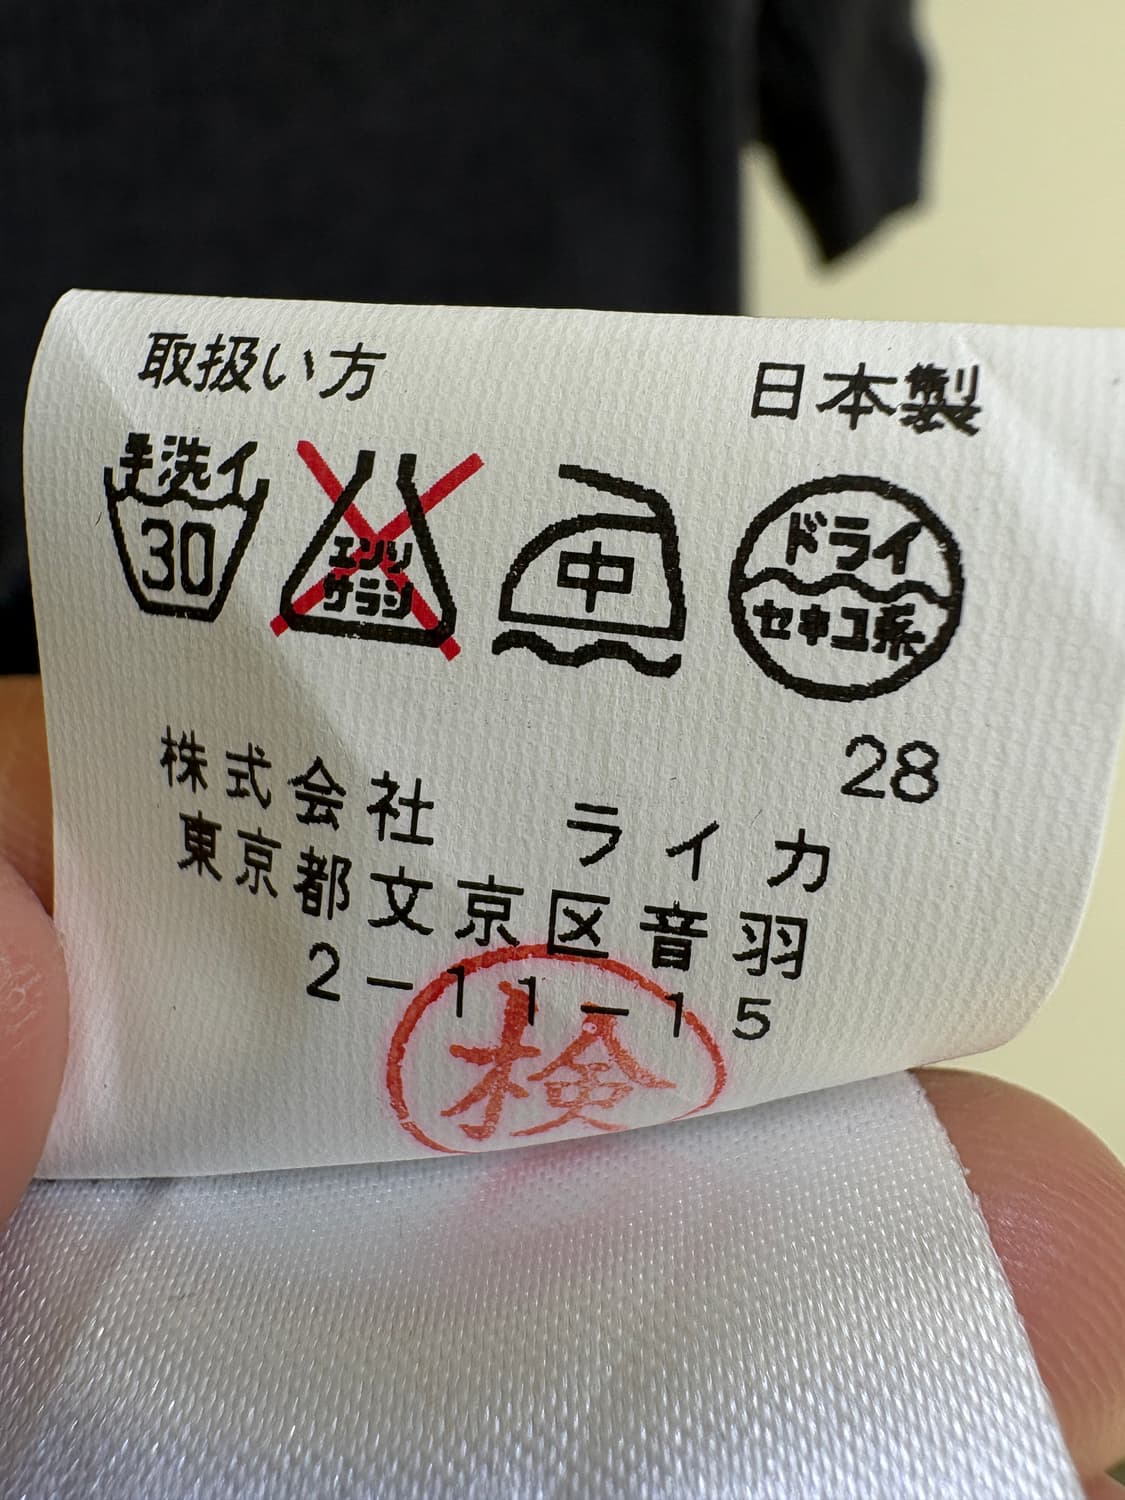 取扱い方
日本製
手洗イ
30
エンソ
サラシ
中
ドライ
セキユ系
28
株式会社 ライカ
東京都文京区音羽
2-11-15
検